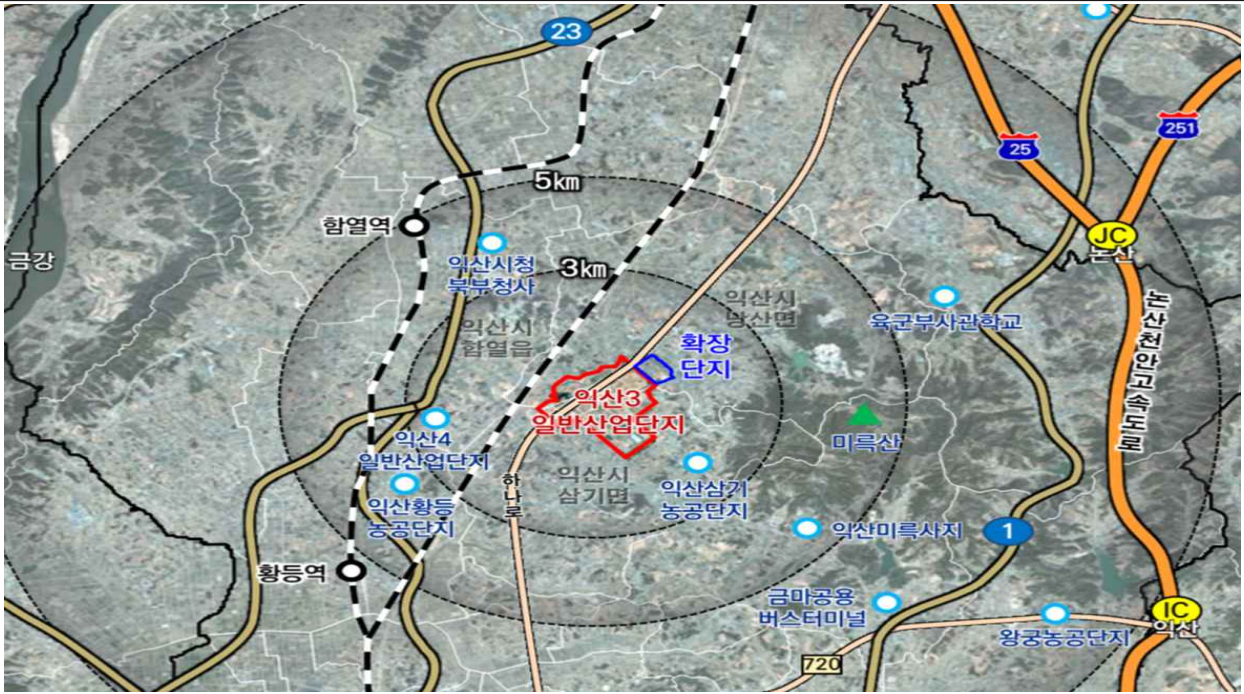 23
25
251
5km
함열역
JC
논산
금강
익산시청
북부청사
3km
익산시
낭산면
육군부사관학교
익산시
함열읍
확장
단지
논산천안고속도로
익산3
일반산업단지
미륵산
익산4
일반산업단지
익산시
삼기면
하나로
익산삼기
농공단지
익산황등
농공단지
익산미륵사지
1
황등역
금마공용
버스터미널
왕궁농공단지
IC
익산
720